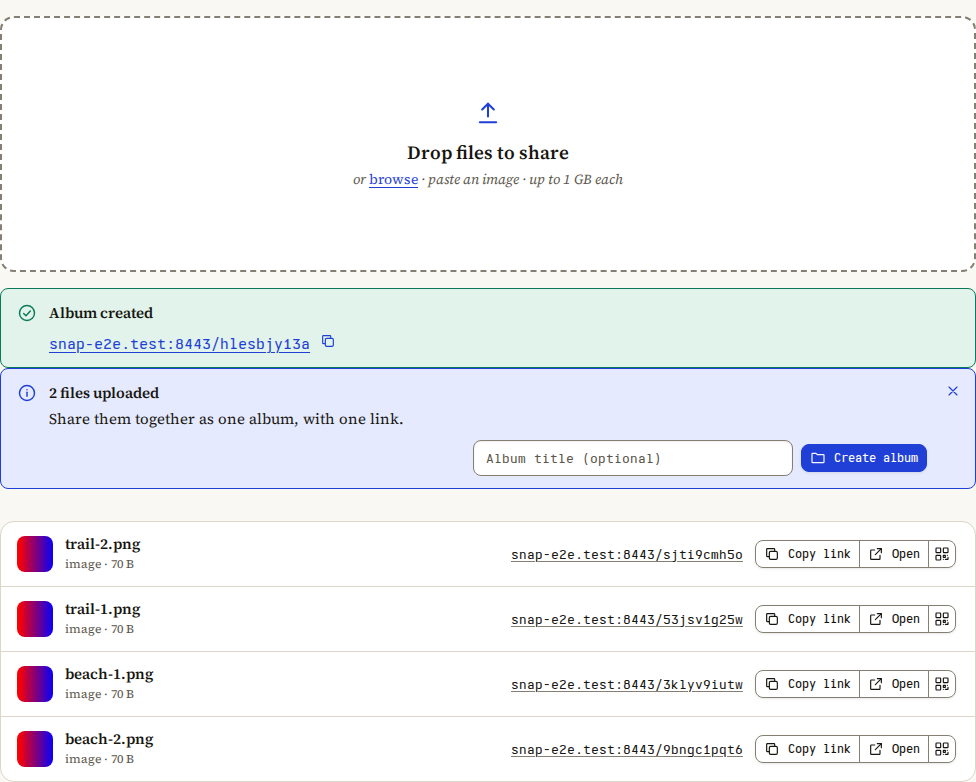 Drop files to share
or browse · paste an image · up to 1 GB each
Album created
snap-e2e.test:8443/hlesbjy13a
2 files uploaded
Share them together as one album, with one link.
Album title (optional)
Create album
trail-2.png
image · 70 B
snap-e2e.test:8443/sjti9cmh5o
Copy link
Open
trail-1.png
image · 70 B
snap-e2e.test:8443/53jsv1g25w
Copy link
Open
beach-1.png
image · 70 B
snap-e2e.test:8443/3klyv9iutw
Copy link
Open
beach-2.png
image · 70 B
snap-e2e.test:8443/9bngc1pqt6
Copy link
Open